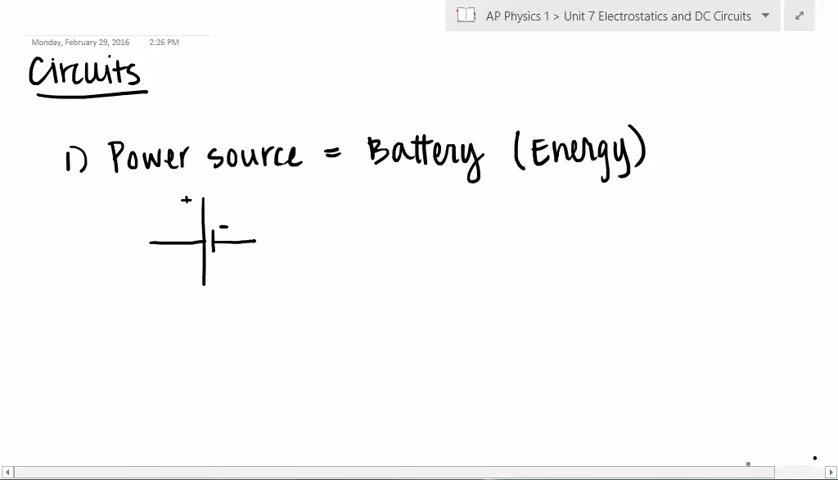 AP Physics 1 > Unit 7 Electrostatics and DC Circuits
Monday, February 29, 2016 2:26 PM
Circuits
1) Power source = Battery (Energy)
+ -